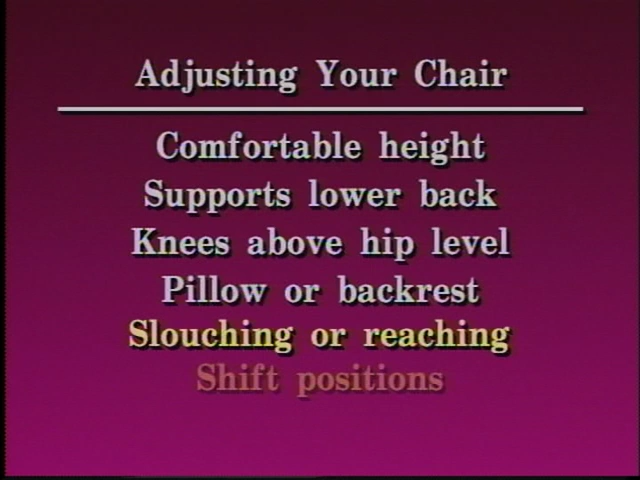 Adjusting Your Chair
Comfortable height
Supports lower back
Knees above hip level
Pillow or backrest
Slouching or reaching
Shift positions